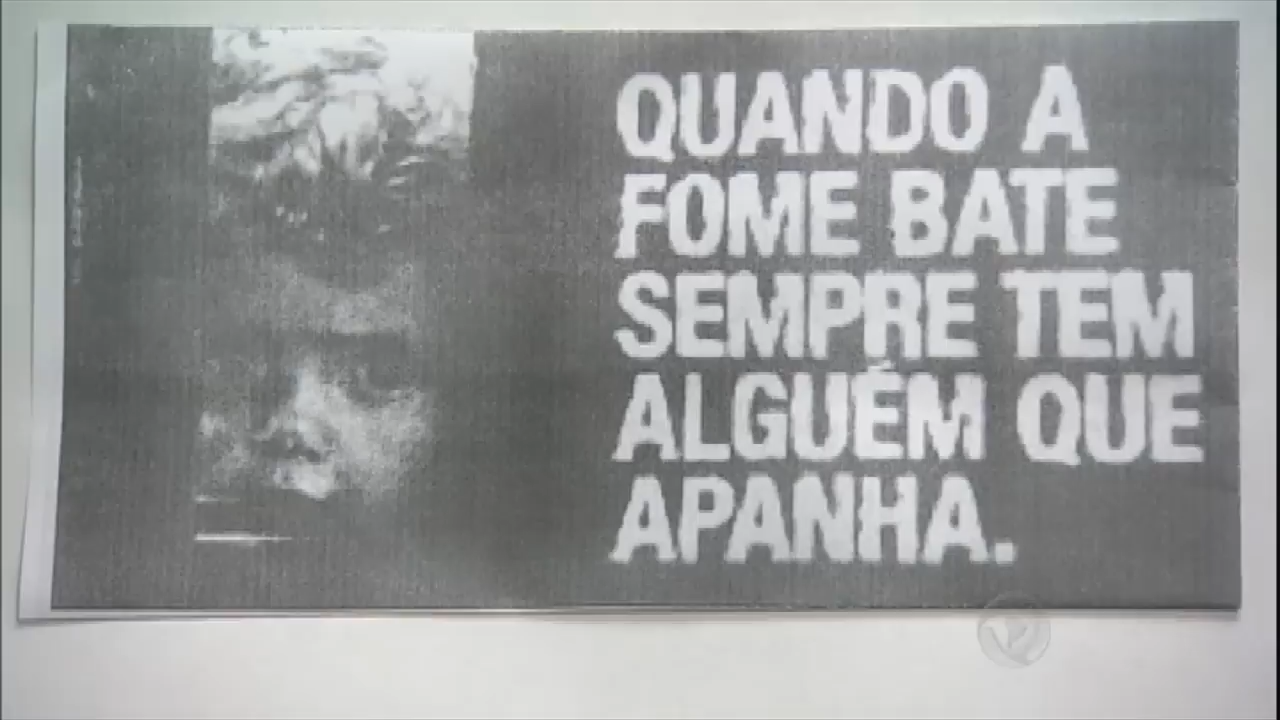 QUANDO A
FOME BATE
SEMPRE TEM
ALGUÉM QUE
APANHA.